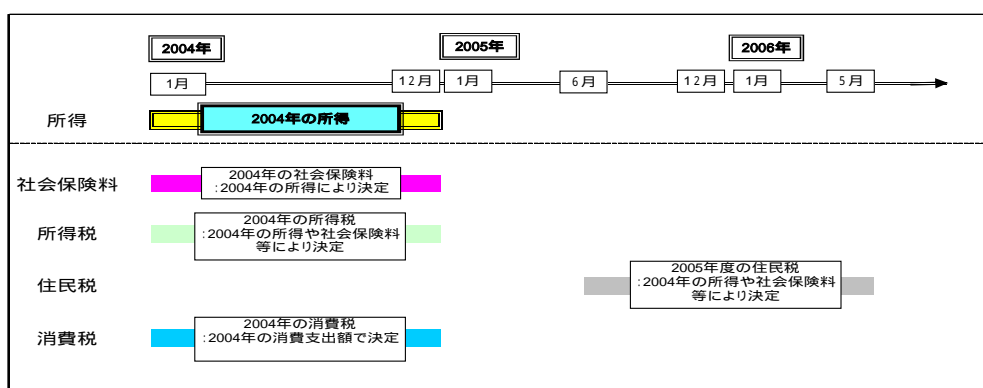 2004年
2005年
2006年
1月
12月
1月
6月
12月
1月
5月
所得
2004年の所得
社会保険料
2004年の社会保険料
:2004年の所得により決定
所得税
2004年の所得税
:2004年の所得や社会保険料
等により決定
住民税
2005年度の住民税
:2004年の所得や社会保険料
等により決定
消費税
2004年の消費税
:2004年の消費支出額で決定